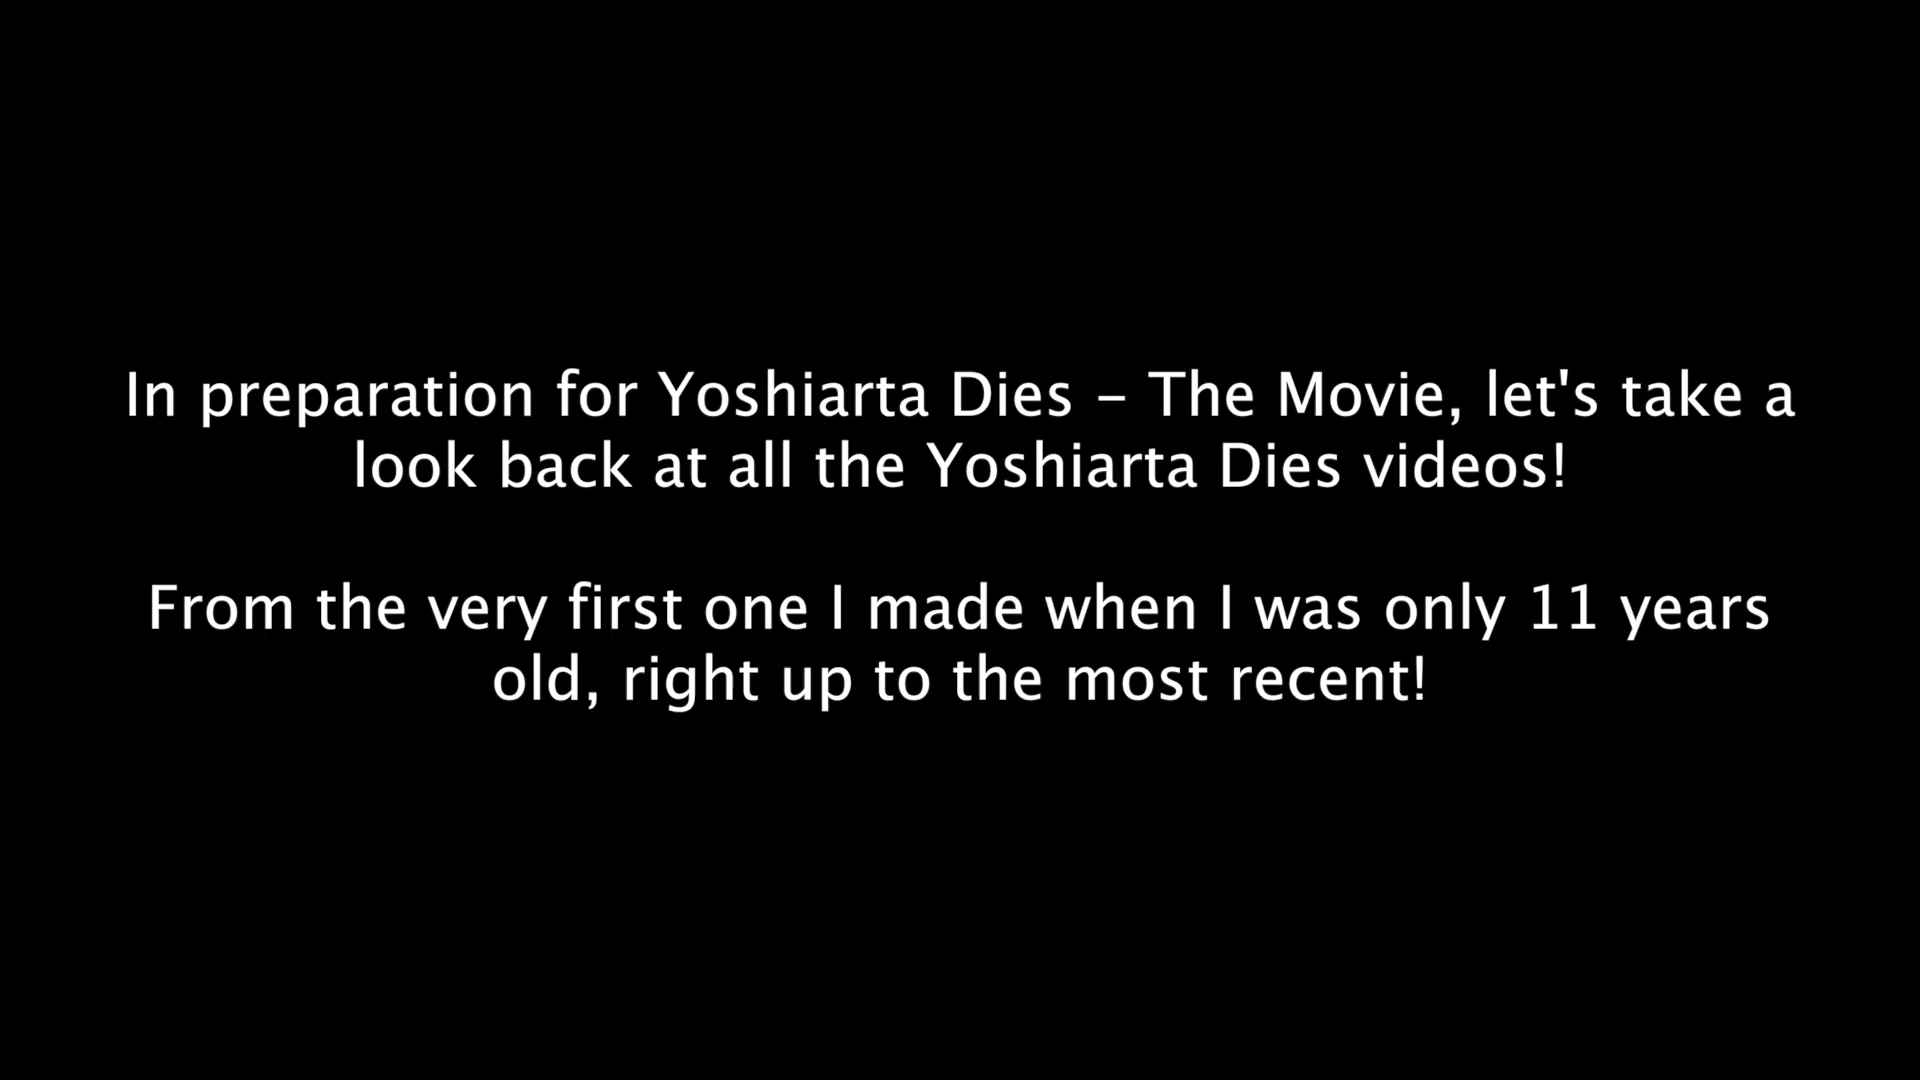 In preparation for Yoshiarta Dies – The Movie, let's take a
look back at all the Yoshiarta Dies videos!
From the very first one I made when I was only 11 years
old, right up to the most recent!